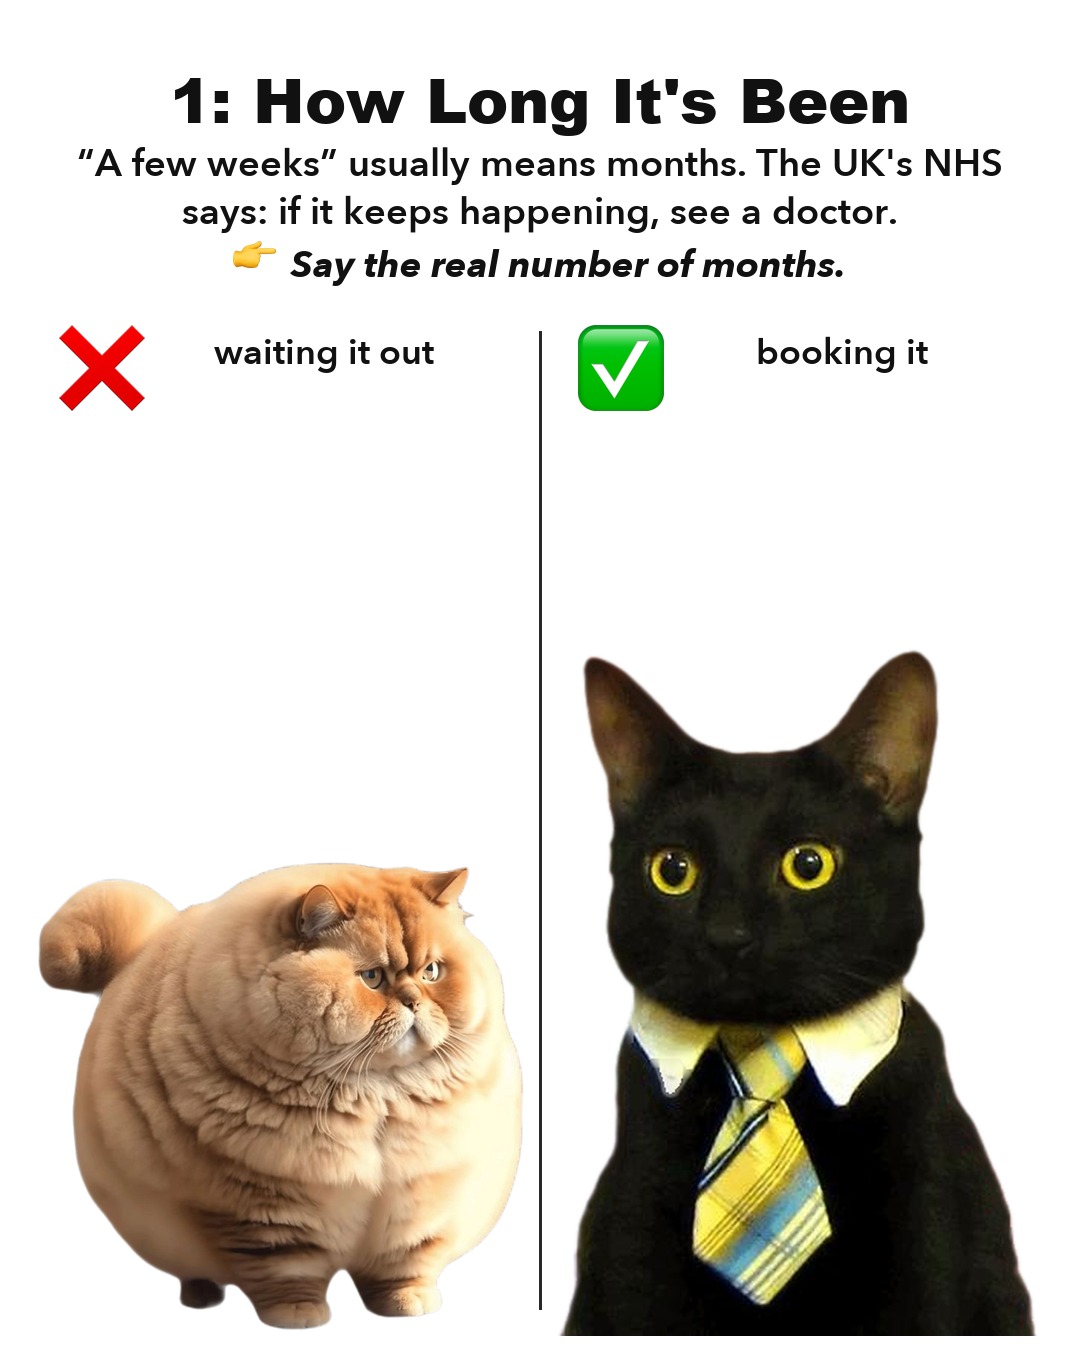 1: How Long It's Been
“A few weeks” usually means months. The UK's NHS
says: if it keeps happening, see a doctor.
👉 Say the real number of months.
❌ waiting it out
✅ booking it